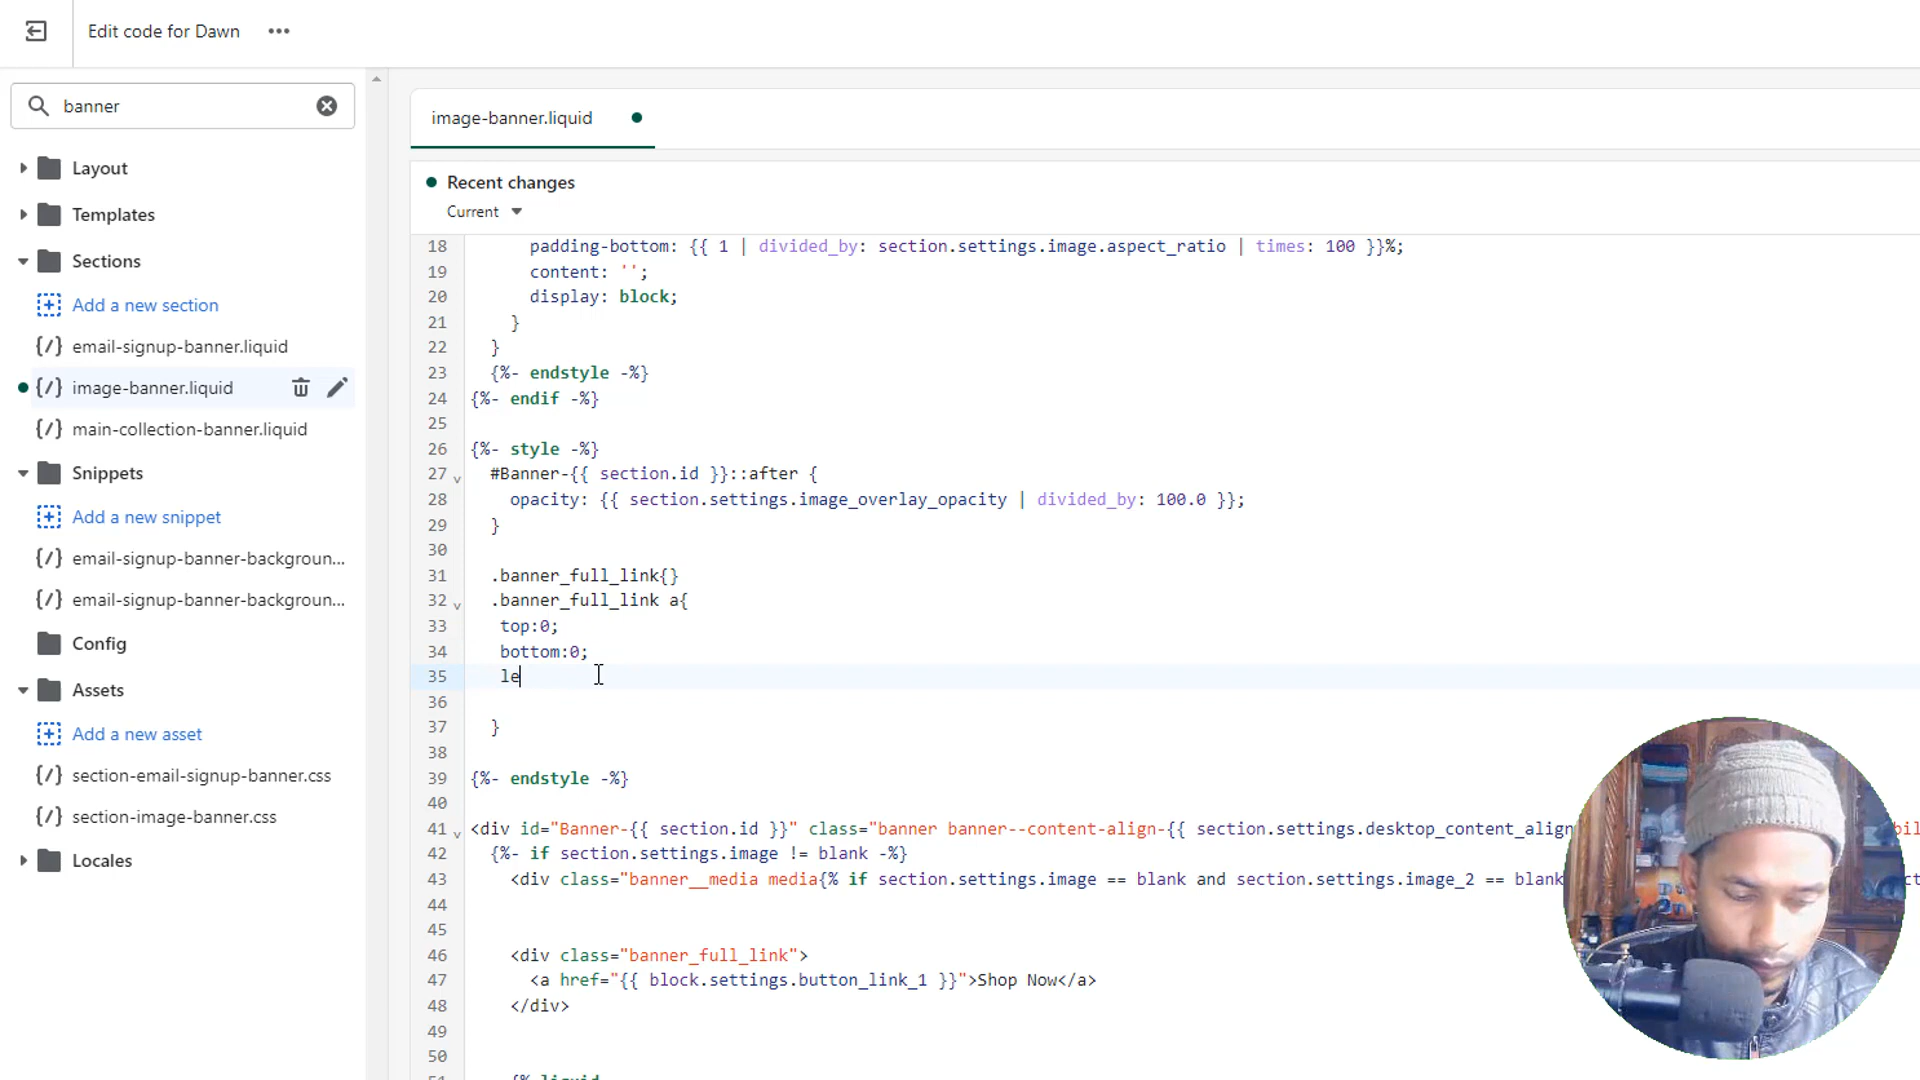 Edit code for Dawn
banner
Layout
Templates
Sections
Add a new section
email-signup-banner.liquid
image-banner.liquid
main-collection-banner.liquid
Snippets
Add a new snippet
email-signup-banner-backgroun...
email-signup-banner-backgroun...
Config
Assets
Add a new asset
section-email-signup-banner.css
section-image-banner.css
Locales
image-banner.liquid
Recent changes
Current
18 padding-bottom: {{ 1 | divided_by: section.settings.image.aspect_ratio | times: 100 }}%;
19 content: '';
20 display: block;
21 }
22 }
23 {%- endstyle -%}
24 {%- endif -%}
25
26 {%- style -%}
27 #Banner-{{ section.id }}::after {
28 opacity: {{ section.settings.image_overlay_opacity | divided_by: 100.0 }};
29 }
30
31 .banner_full_link{}
32 .banner_full_link a{
33 top:0;
34 bottom:0;
35 le
36
37 }
38
39 {%- endstyle -%}
40
41 <div id="Banner-{{ section.id }}" class="banner banner--content-align-{{ section.settings.desktop_content_align
42 {%- if section.settings.image != blank -%}
43 <div class="banner__media media{% if section.settings.image == blank and section.settings.image_2 == blank
44
45
46 <div class="banner_full_link">
47 <a href="{{ block.settings.button_link_1 }}">Shop Now</a>
48 </div>
49
50
51 {% liquid